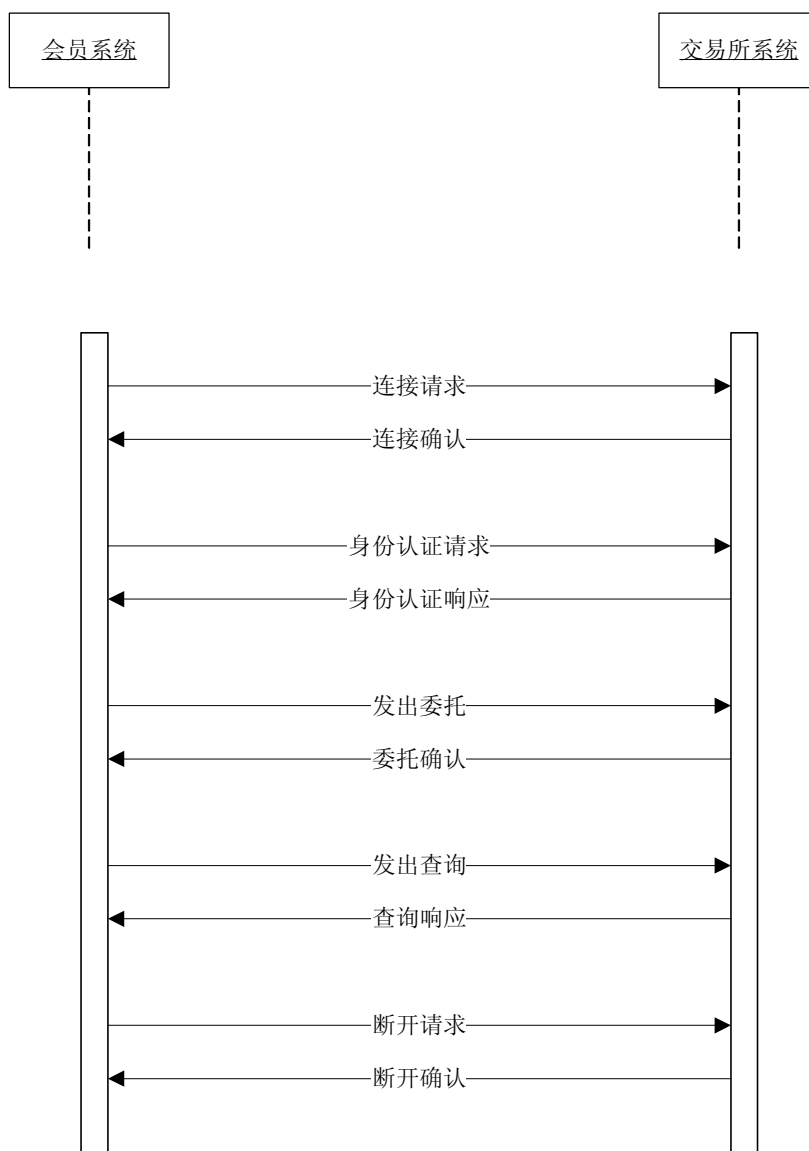 会员系统
交易所系统
连接请求
连接确认
身份认证请求
身份认证响应
发出委托
委托确认
发出查询
查询响应
断开请求
断开确认